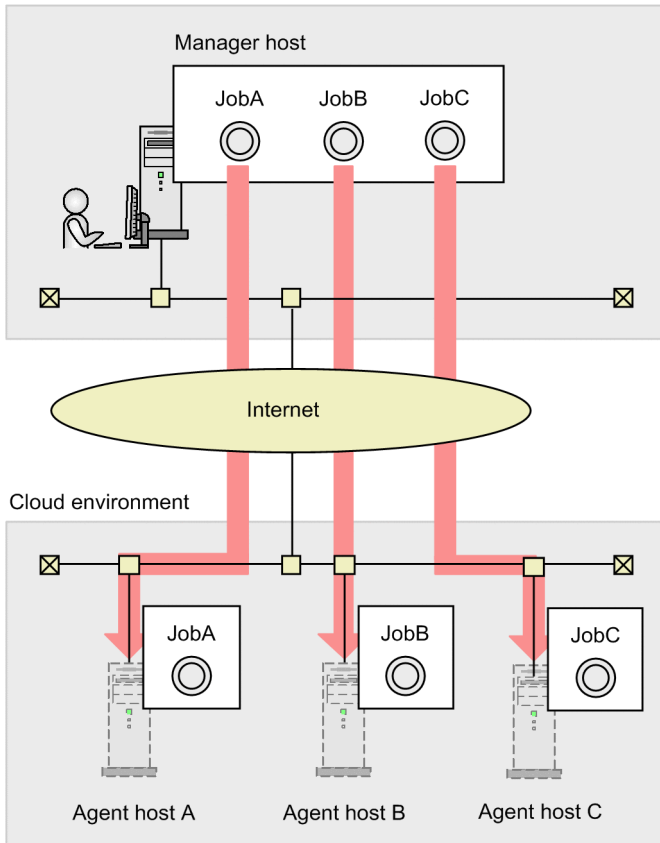 Manager host
JobA
JobB
JobC
Internet
Cloud environment
JobA
JobB
JobC
Agent host A
Agent host B
Agent host C